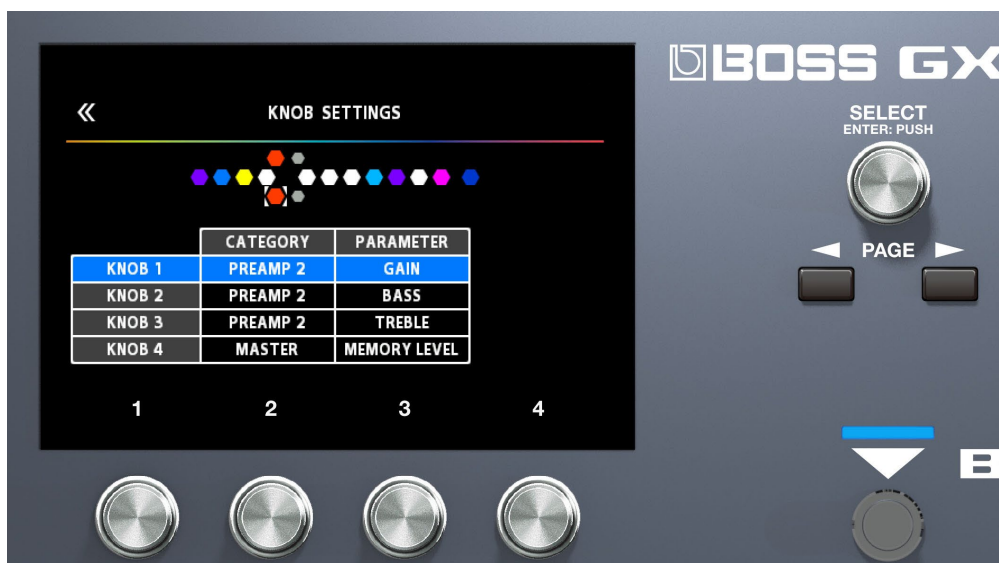 BOSS GX
«  KNOB SETTINGS
SELECT
ENTER: PUSH
CATEGORY PARAMETER
KNOB 1 PREAMP 2 GAIN
KNOB 2 PREAMP 2 BASS
KNOB 3 PREAMP 2 TREBLE
KNOB 4 MASTER MEMORY LEVEL
PAGE
1 2 3 4
B